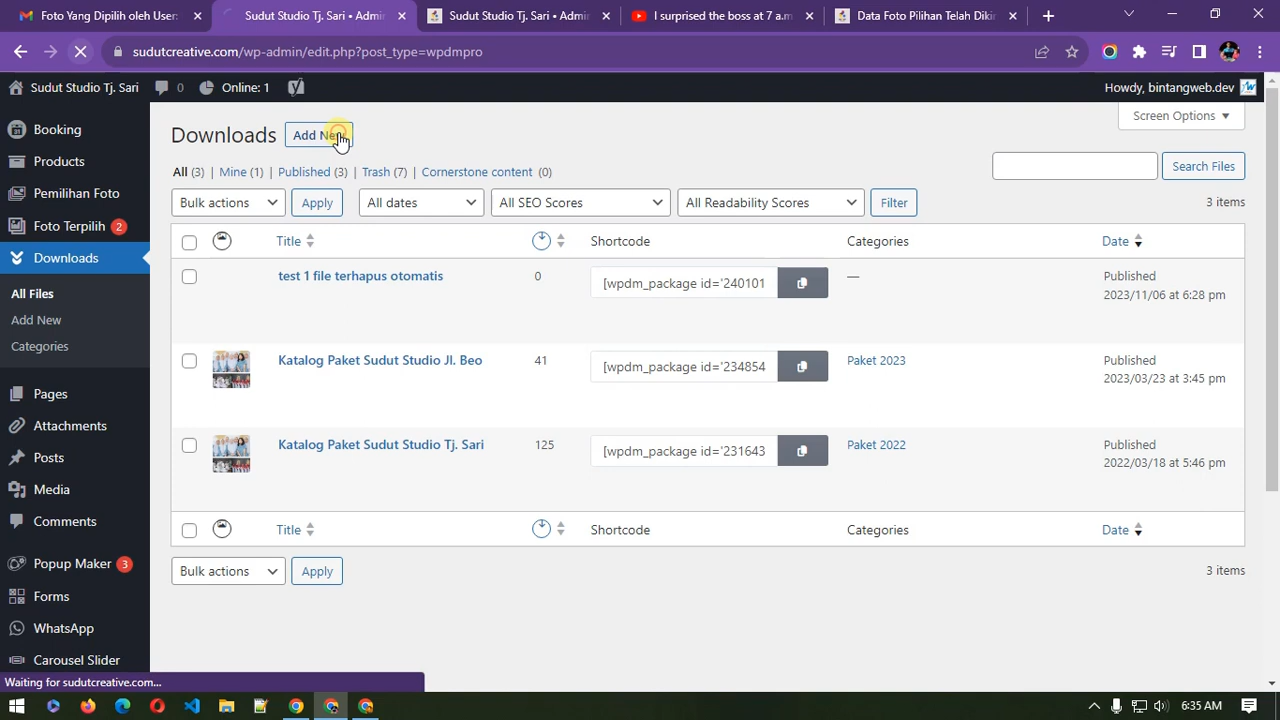 Foto Yang Dipilih oleh User:
Sudut Studio Tj. Sari • Admin
Sudut Studio Tj. Sari • Admin
I surprised the boss at 7 a.m
Data Foto Pilihan Telah Diki
sudutcreative.com/wp-admin/edit.php?post_type=wpdmpro
Sudut Studio Tj. Sari
0
Online: 1
Howdy, bintangweb.dev
Screen Options
Booking
Products
Pemilihan Foto
Foto Terpilih 2
Downloads
All Files
Add New
Categories
Pages
Attachments
Posts
Media
Comments
Popup Maker 3
Forms
WhatsApp
Carousel Slider
Downloads
Add New
All (3) | Mine (1) | Published (3) | Trash (7) | Cornerstone content (0)
Search Files
Bulk actions
Apply
All dates
All SEO Scores
All Readability Scores
Filter
3 items
Title
Shortcode
Categories
Date
test 1 file terhapus otomatis
0
[wpdm_package id='240101
—
Published
2023/11/06 at 6:28 pm
Katalog Paket Sudut Studio Jl. Beo
41
[wpdm_package id='234854
Paket 2023
Published
2023/03/23 at 3:45 pm
Katalog Paket Sudut Studio Tj. Sari
125
[wpdm_package id='231643
Paket 2022
Published
2022/03/18 at 5:46 pm
Title
Shortcode
Categories
Date
Bulk actions
Apply
3 items
Waiting for sudutcreative.com...
6:35 AM